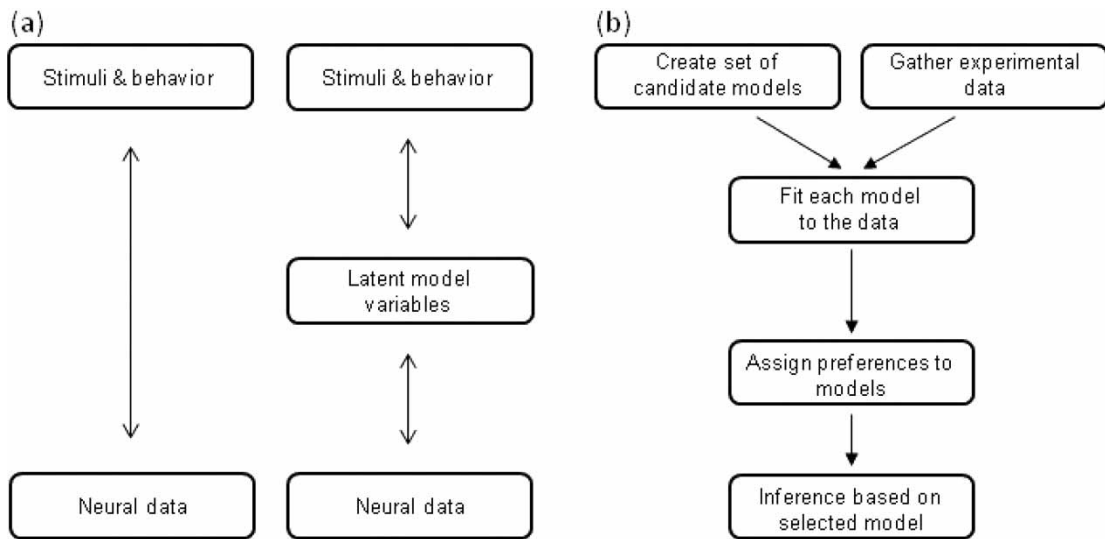 (a)
Stimuli & behavior
Stimuli & behavior
Latent model
variables
Neural data
Neural data
(b)
Create set of
candidate models
Gather experimental
data
Fit each model
to the data
Assign preferences to
models
Inference based on
selected model